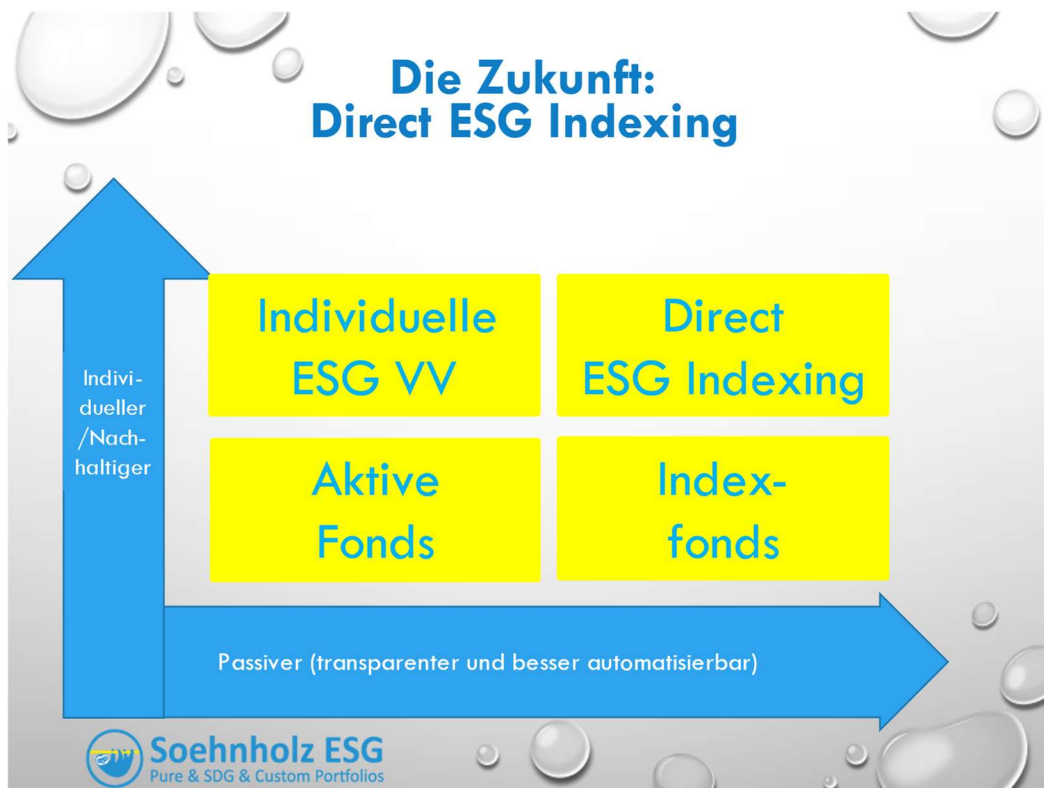 Die Zukunft:
Direct ESG Indexing
Indivi-
dueller
/Nach-
haltiger
Individuelle
ESG VV
Direct
ESG Indexing
Aktive
Fonds
Index-
fonds
Passiver (transparenter und besser automatisierbar)
Soehnholz ESG
Pure & SDG & Custom Portfolios